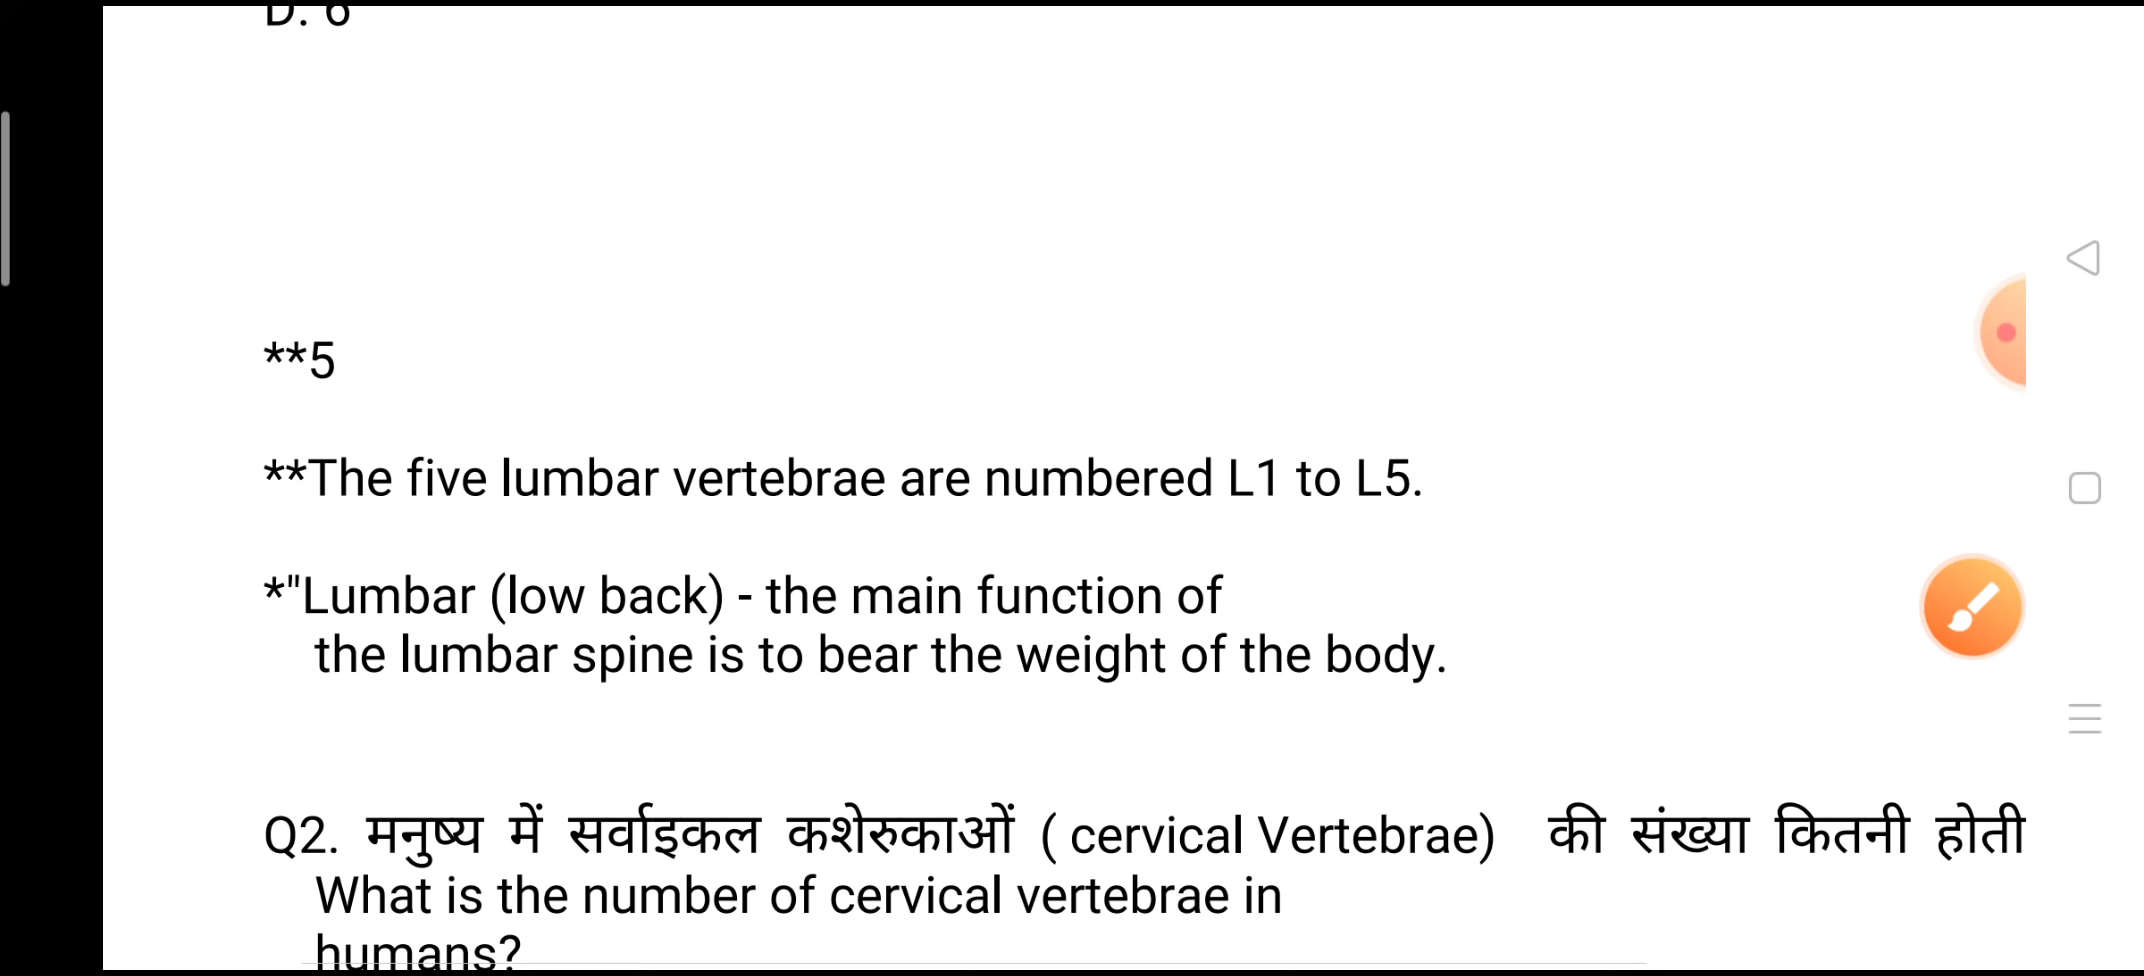 D. 6
**5
**The five lumbar vertebrae are numbered L1 to L5.
*"Lumbar (low back) - the main function of
the lumbar spine is to bear the weight of the body.
Q2. मनुष्य में सर्वाइकल कशेरुकाओं ( cervical Vertebrae) की संख्या कितनी होती
What is the number of cervical vertebrae in
humans?